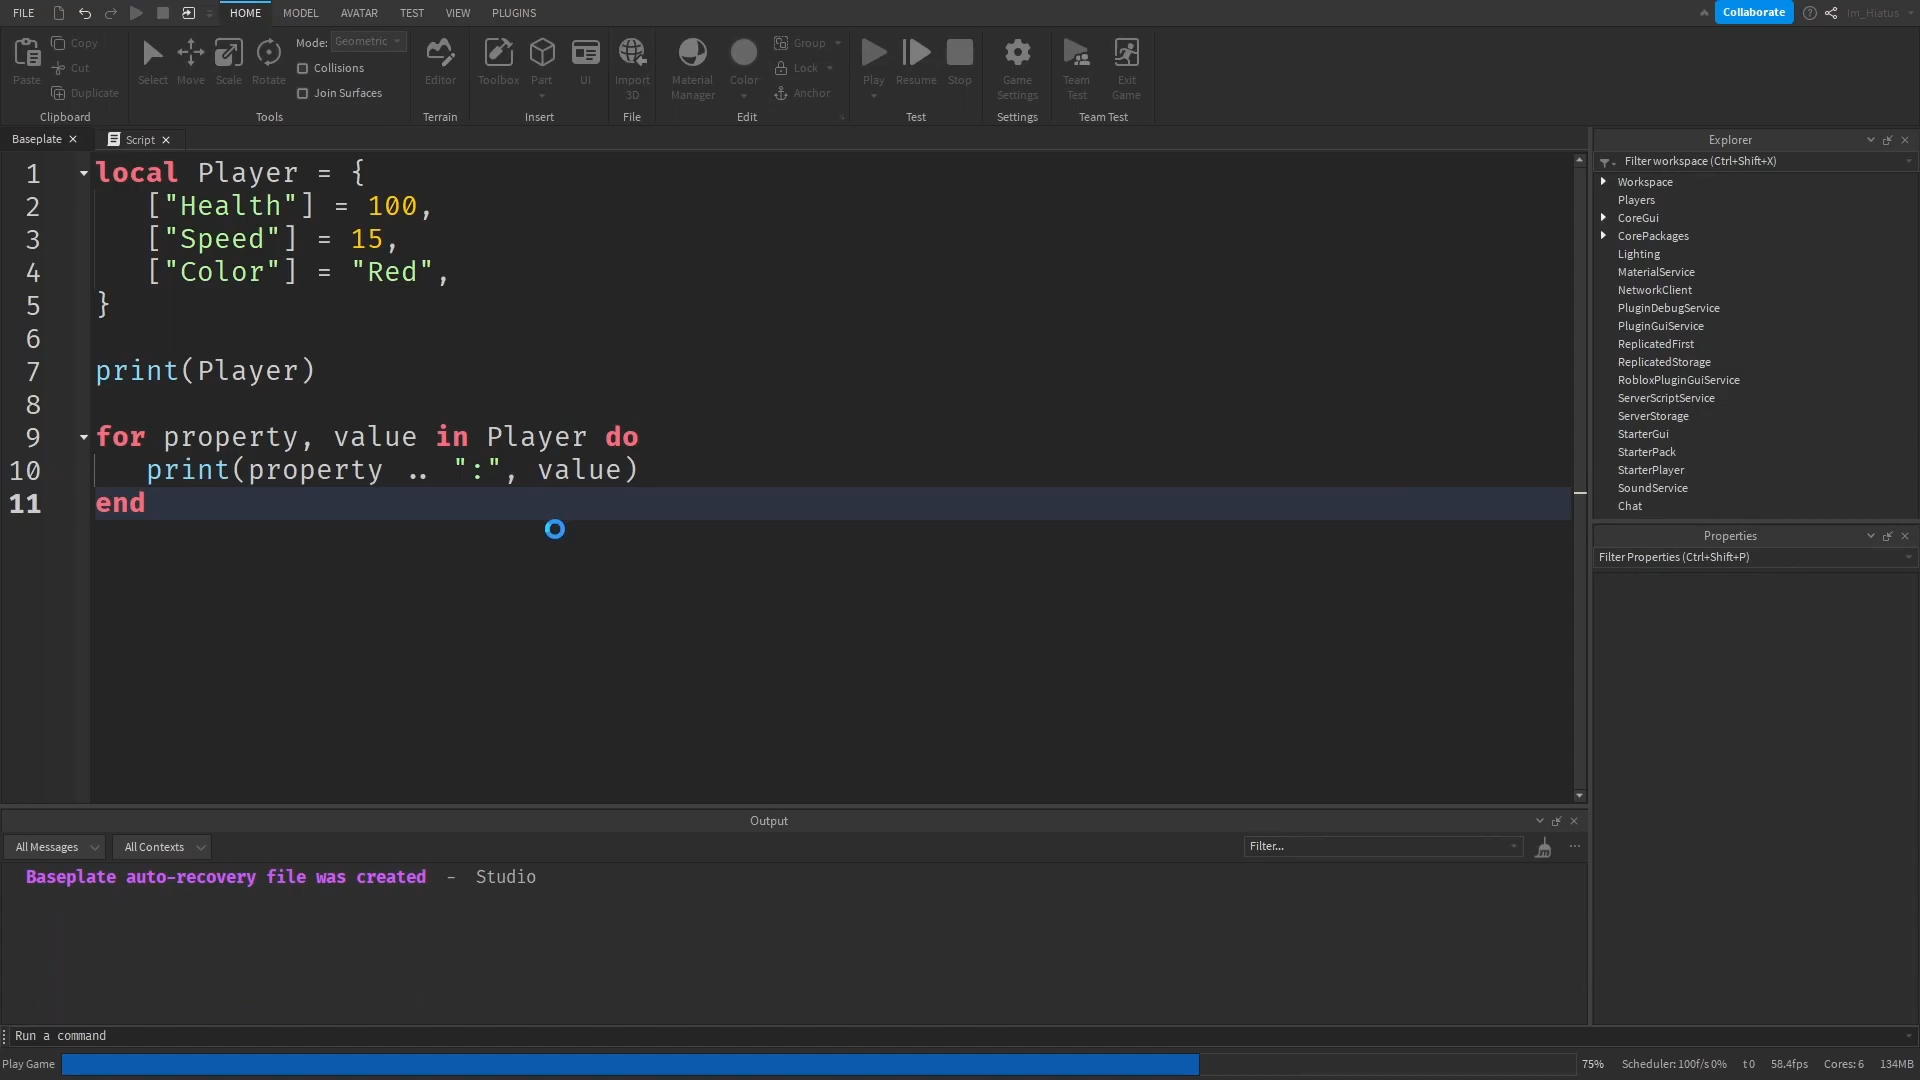 FILE HOME MODEL AVATAR TEST VIEW PLUGINS Collaborate Im_Hiatus
Paste Copy Cut Duplicate Clipboard
Select Move Scale Rotate Mode: Geometric Collisions Join Surfaces Tools
Editor Terrain
Toolbox Part UI Insert
Import 3D File
Material Manager Color Group Lock Anchor Edit
Play Resume Stop Test
Game Settings Settings
Team Test Exit Game Team Test
Baseplate Script
1 local Player = {
2 ["Health"] = 100,
3 ["Speed"] = 15,
4 ["Color"] = "Red",
5 }
6
7 print(Player)
8
9 for property, value in Player do
10 print(property .. ":", value)
11 end
Explorer
Filter workspace (Ctrl+Shift+X)
Workspace
Players
CoreGui
CorePackages
Lighting
MaterialService
NetworkClient
PluginDebugService
PluginGuiService
ReplicatedFirst
ReplicatedStorage
RobloxPluginGuiService
ServerScriptService
ServerStorage
StarterGui
StarterPack
StarterPlayer
SoundService
Chat
Properties
Filter Properties (Ctrl+Shift+P)
Output
All Messages All Contexts Filter...
Baseplate auto-recovery file was created - Studio
Run a command
Play Game 75% Scheduler: 100f/s 0% t 0 58.4fps Cores: 6 134MB